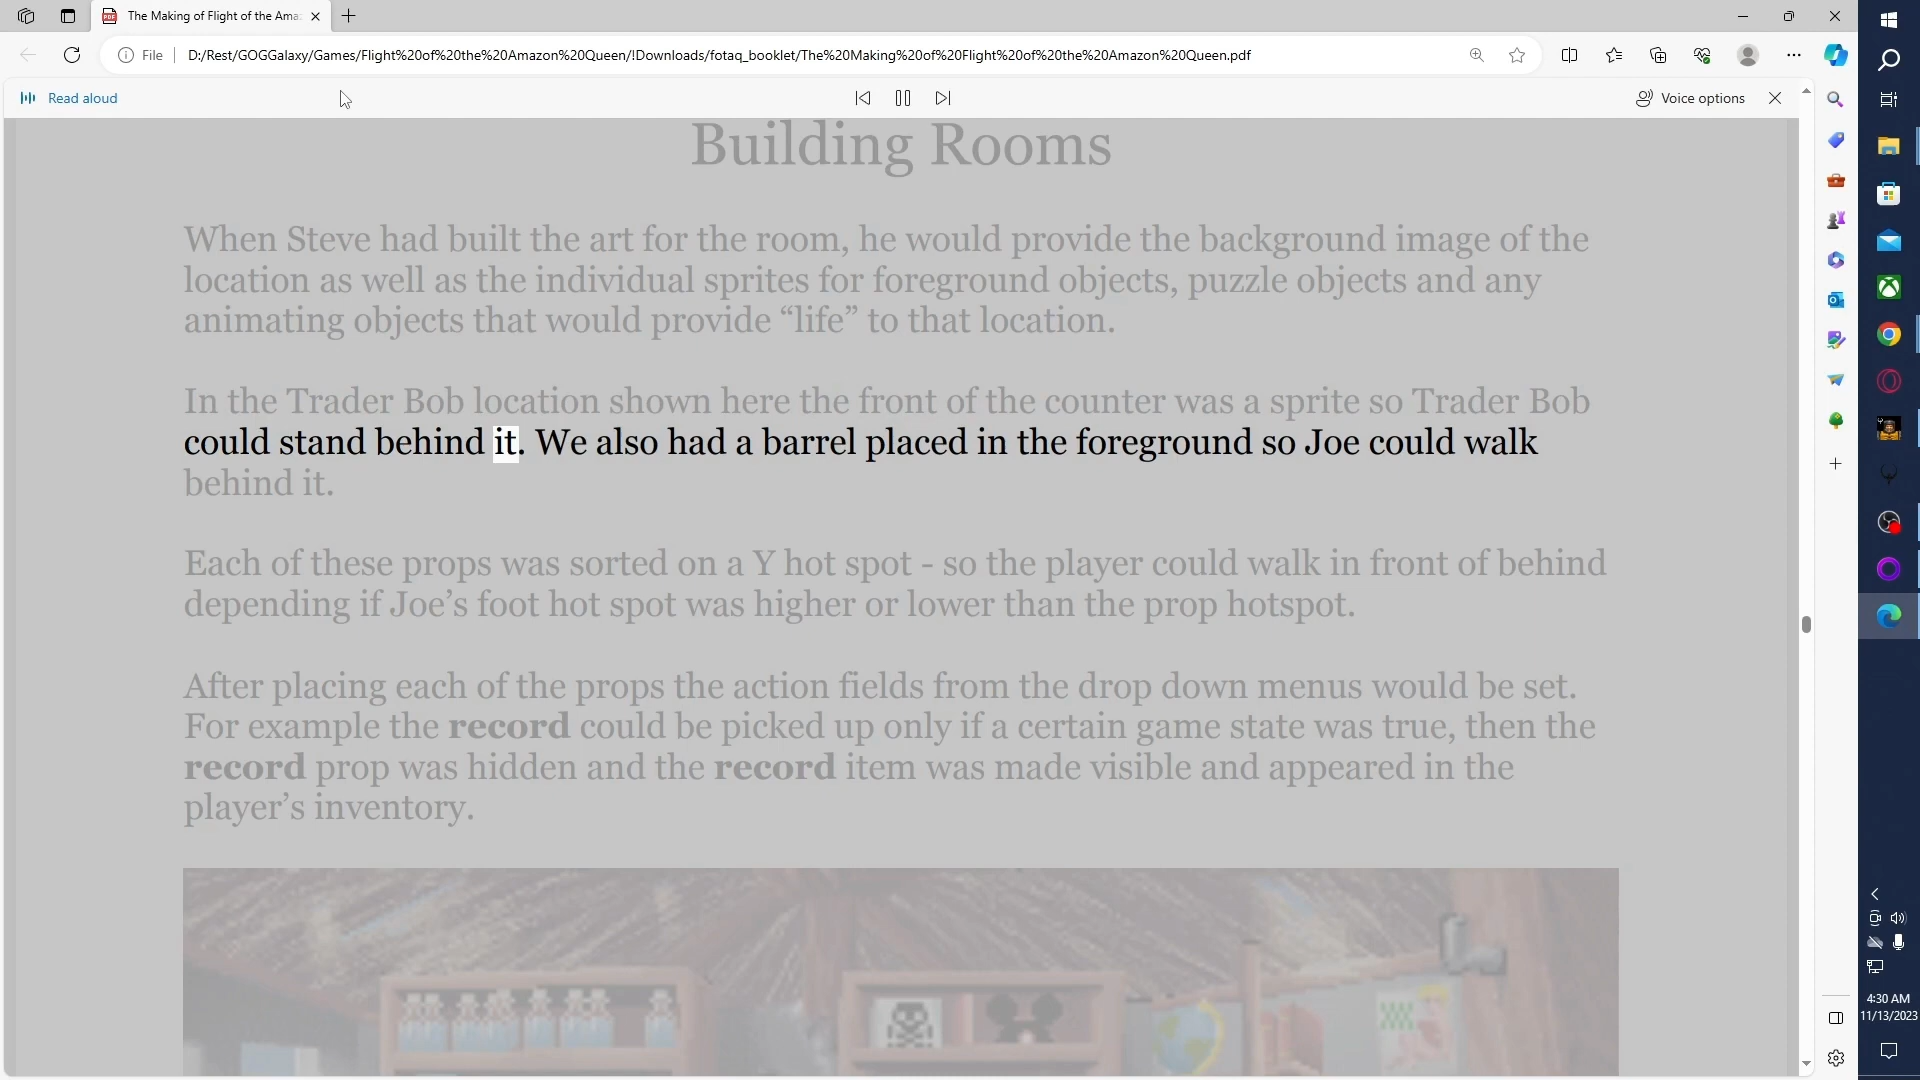 The Making of Flight of the Ama
File
D:/Rest/GOGGalaxy/Games/Flight%20of%20the%20Amazon%20Queen/!Downloads/fotaq_booklet/The%20Making%20of%20Flight%20of%20the%20Amazon%20Queen.pdf
Read aloud
Voice options
Building Rooms
When Steve had built the art for the room, he would provide the background image of the
location as well as the individual sprites for foreground objects, puzzle objects and any
animating objects that would provide “life” to that location.
In the Trader Bob location shown here the front of the counter was a sprite so Trader Bob
could stand behind it. We also had a barrel placed in the foreground so Joe could walk
behind it.
Each of these props was sorted on a Y hot spot - so the player could walk in front of behind
depending if Joe’s foot hot spot was higher or lower than the prop hotspot.
After placing each of the props the action fields from the drop down menus would be set.
For example the record could be picked up only if a certain game state was true, then the
record prop was hidden and the record item was made visible and appeared in the
player’s inventory.
4:30 AM
11/13/2023